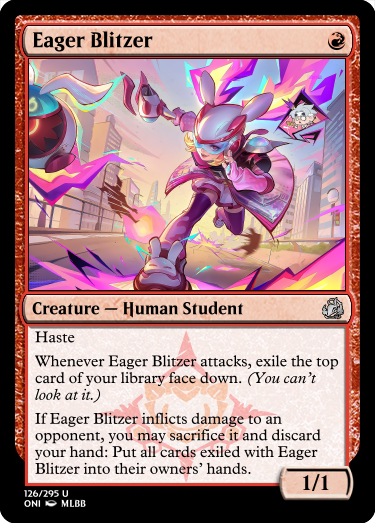 Eager Blitzer
Creature — Human Student
Haste
Whenever Eager Blitzer attacks, exile the top
card of your library face down. (You can't
look at it.)
If Eager Blitzer inflicts damage to an
opponent, you may sacrifice it and discard
your hand: Put all cards exiled with Eager
Blitzer into their owners' hands.
1/1
126/295 U
ONI MLBB